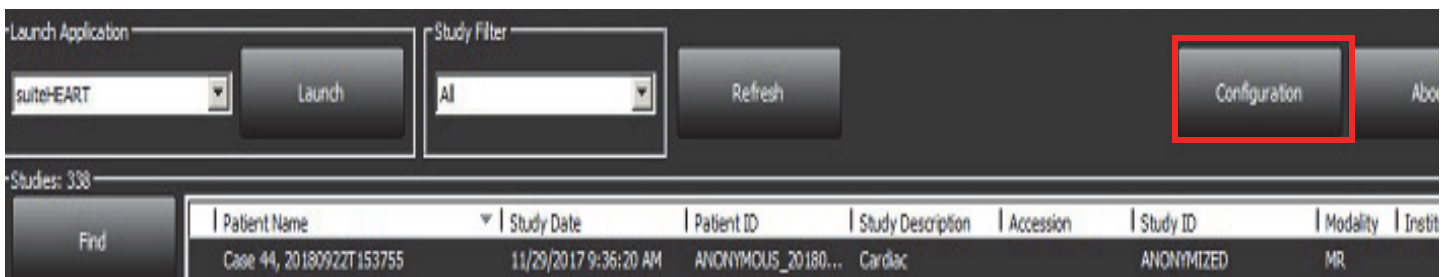 Launch Application
Study Filter
suiteHEART
Launch
All
Refresh
Configuration
Abou
Studies: 338
Find
Patient Name
Study Date
Patient ID
Study Description
Accession
Study ID
Modality
Instit
Case 44, 20180922T153755
11/29/2017 9:36:20 AM
ANONYMOUS_20180...
Cardiac
ANONYMIZED
MR